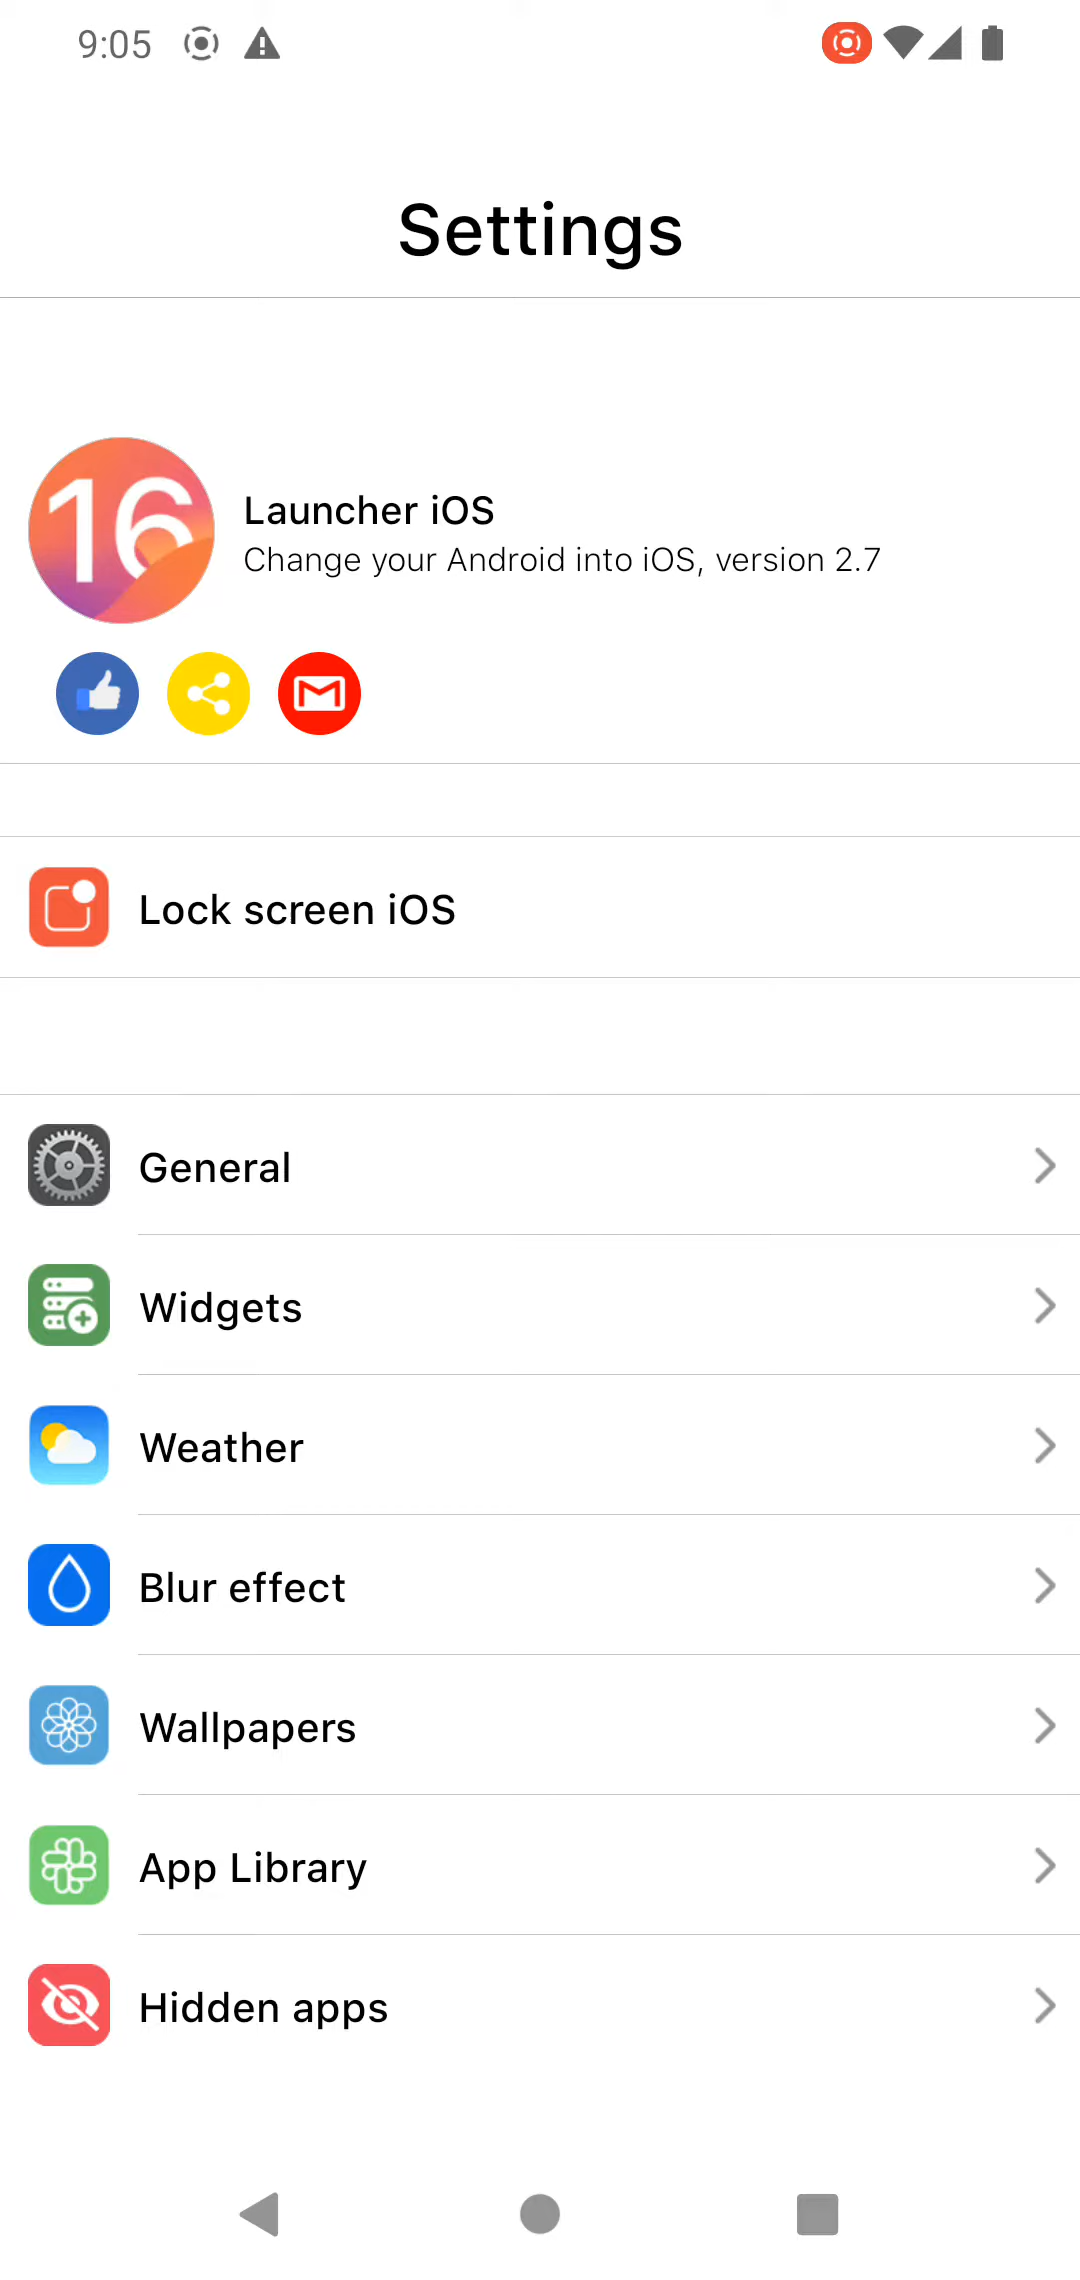 9:05
Settings
16
Launcher iOS
Change your Android into iOS, version 2.7
Lock screen iOS
General
Widgets
Weather
Blur effect
Wallpapers
App Library
Hidden apps